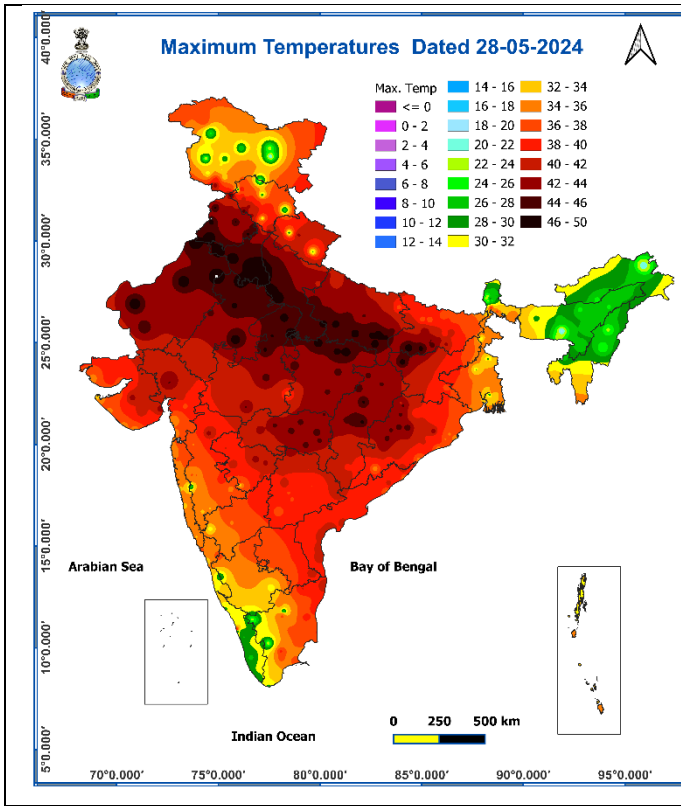 Maximum Temperatures Dated 28-05-2024
Max. Temp
<= 0
0 - 2
2 - 4
4 - 6
6 - 8
8 - 10
10 - 12
12 - 14
14 - 16
16 - 18
18 - 20
20 - 22
22 - 24
24 - 26
26 - 28
28 - 30
30 - 32
32 - 34
34 - 36
36 - 38
38 - 40
40 - 42
42 - 44
44 - 46
46 - 50
40°0.000'
35°0.000'
30°0.000'
25°0.000'
20°0.000'
15°0.000'
10°0.000'
5°0.000'
Arabian Sea
Bay of Bengal
Indian Ocean
0 250 500 km
70°0.000' 75°0.000' 80°0.000' 85°0.000' 90°0.000' 95°0.000'